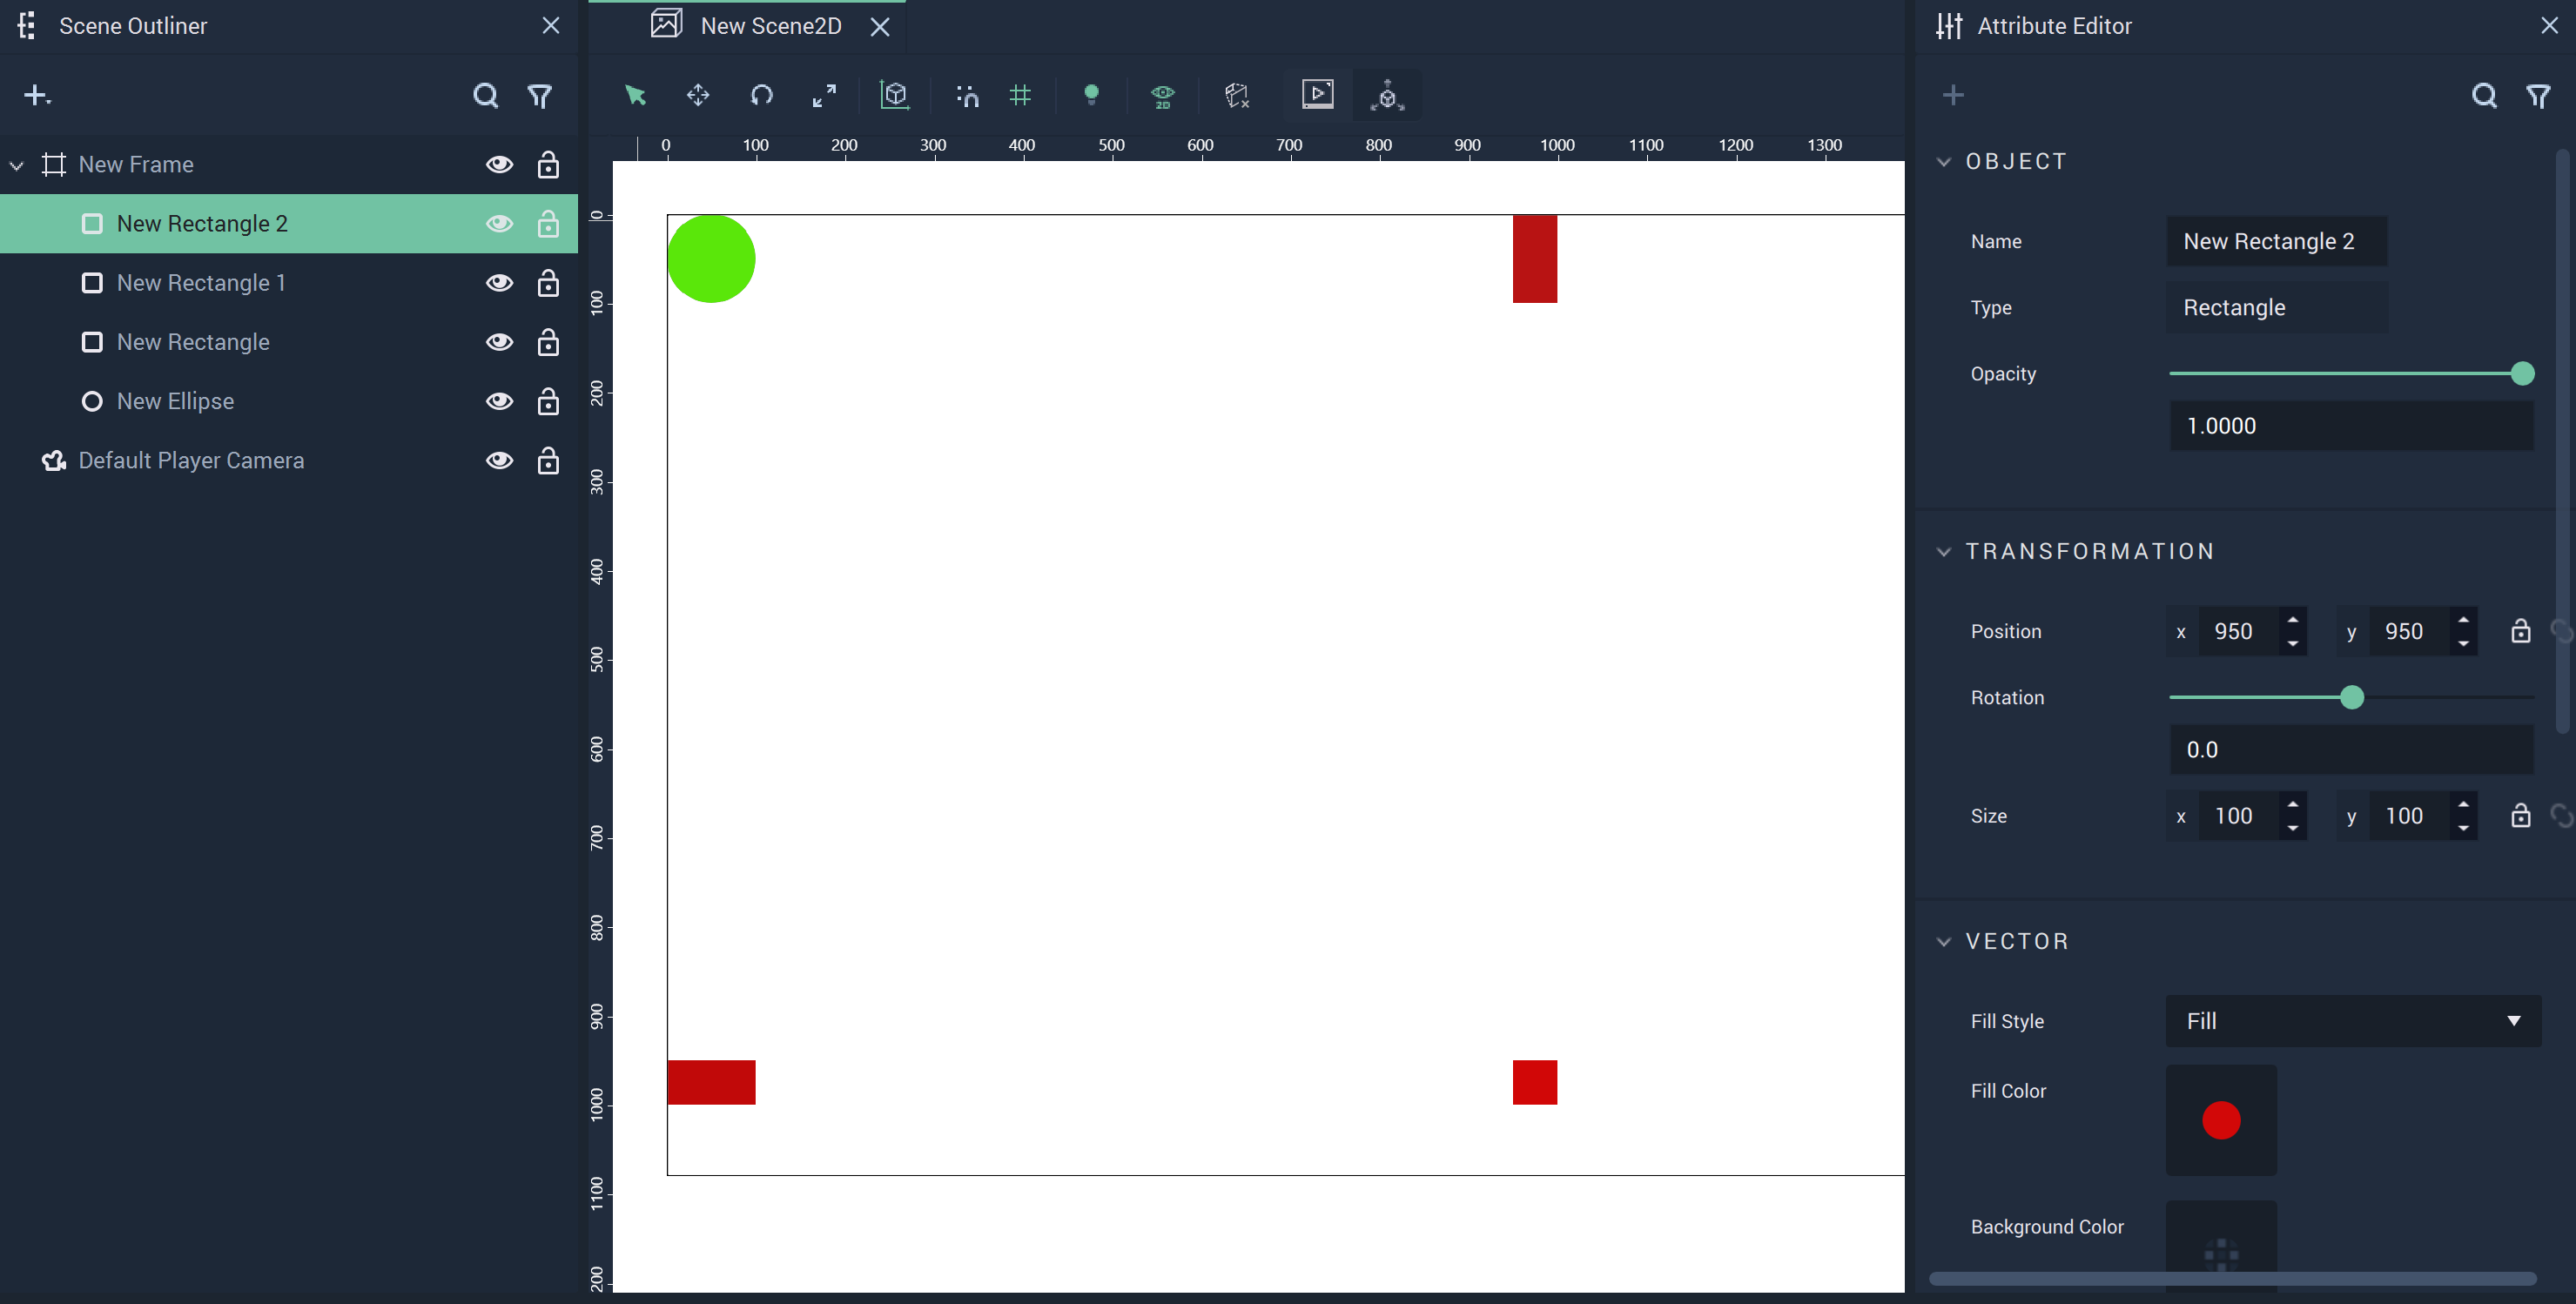 Scene Outliner
New Frame
New Rectangle 2
New Rectangle 1
New Rectangle
New Ellipse
Default Player Camera
New Scene2D
2D
0 100 200 300 400 500 600 700 800 900 1000 1100 1200 1300
0
100
200
300
400
500
600
700
800
900
1000
1100
200
Attribute Editor
OBJECT
Name New Rectangle 2
Type Rectangle
Opacity
1.0000
TRANSFORMATION
Position x 950 y 950
Rotation
0.0
Size x 100 y 100
VECTOR
Fill Style Fill
Fill Color
Background Color